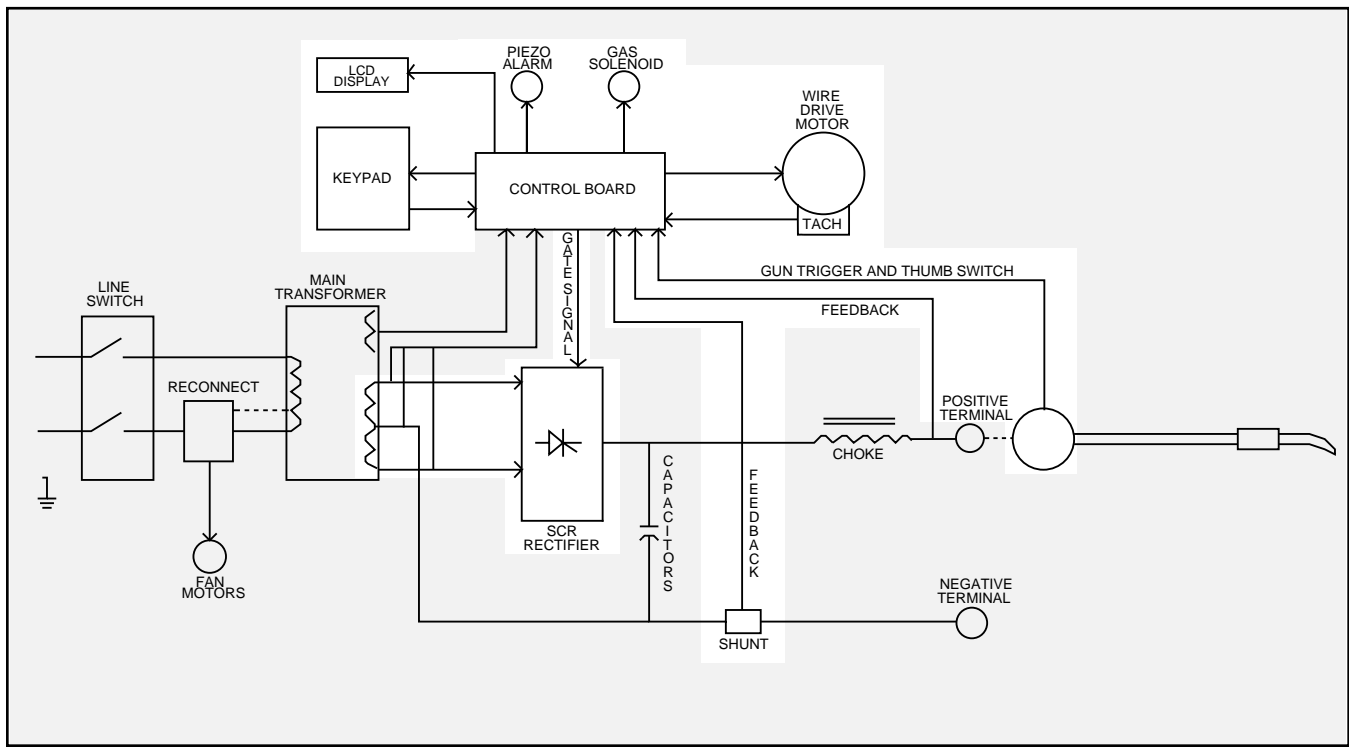 PIEZO
ALARM
GAS
SOLENOID
LCD
DISPLAY
WIRE
DRIVE
MOTOR
KEYPAD
CONTROL BOARD
TACH
GATE SIGNAL
GUN TRIGGER AND THUMB SWITCH
FEEDBACK
LINE
SWITCH
MAIN
TRANSFORMER
RECONNECT
POSITIVE
TERMINAL
CHOKE
CAPACITORS
FEEDBACK
SCR
RECTIFIER
FAN
MOTORS
NEGATIVE
TERMINAL
SHUNT